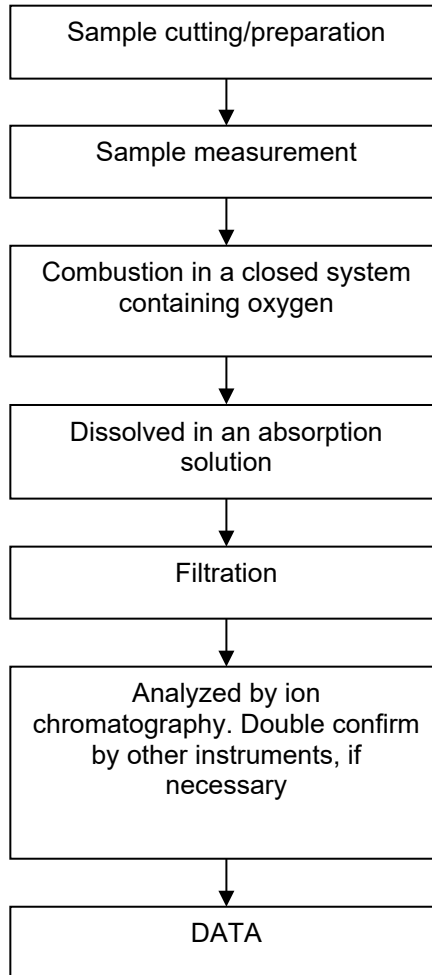 Sample cutting/preparation
Sample measurement
Combustion in a closed system
containing oxygen
Dissolved in an absorption
solution
Filtration
Analyzed by ion
chromatography. Double confirm
by other instruments, if
necessary
DATA